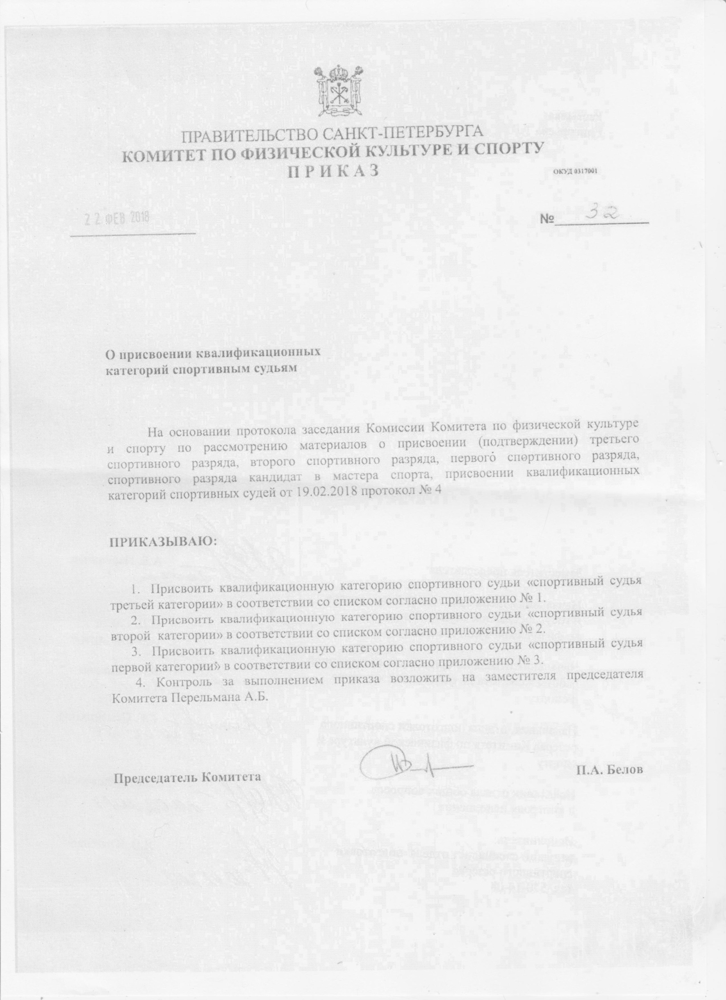 ПРАВИТЕЛЬСТВО САНКТ-ПЕТЕРБУРГА
КОМИТЕТ ПО ФИЗИЧЕСКОЙ КУЛЬТУРЕ И СПОРТУ
П Р И К А З
ОКУД 0317001
2 2 ФЕВ 2018
№ 32
О присвоении квалификационных
категорий спортивным судьям
На основании протокола заседания Комиссии Комитета по физической культуре
и спорту по рассмотрению материалов о присвоении (подтверждении) третьего
спортивного разряда, второго спортивного разряда, первого спортивного разряда,
спортивного разряда кандидат в мастера спорта, присвоении квалификационных
категорий спортивных судей от 19.02.2018 протокол № 4
ПРИКАЗЫВАЮ:
1. Присвоить квалификационную категорию спортивного судьи «спортивный судья
третьей категории» в соответствии со списком согласно приложению № 1.
2. Присвоить квалификационную категорию спортивного судьи «спортивный судья
второй категории» в соответствии со списком согласно приложению № 2.
3. Присвоить квалификационную категорию спортивного судьи «спортивный судья
первой категории» в соответствии со списком согласно приложению № 3.
4. Контроль за выполнением приказа возложить на заместителя председателя
Комитета Перельмана А.Б.
Председатель Комитета
П.А. Белов